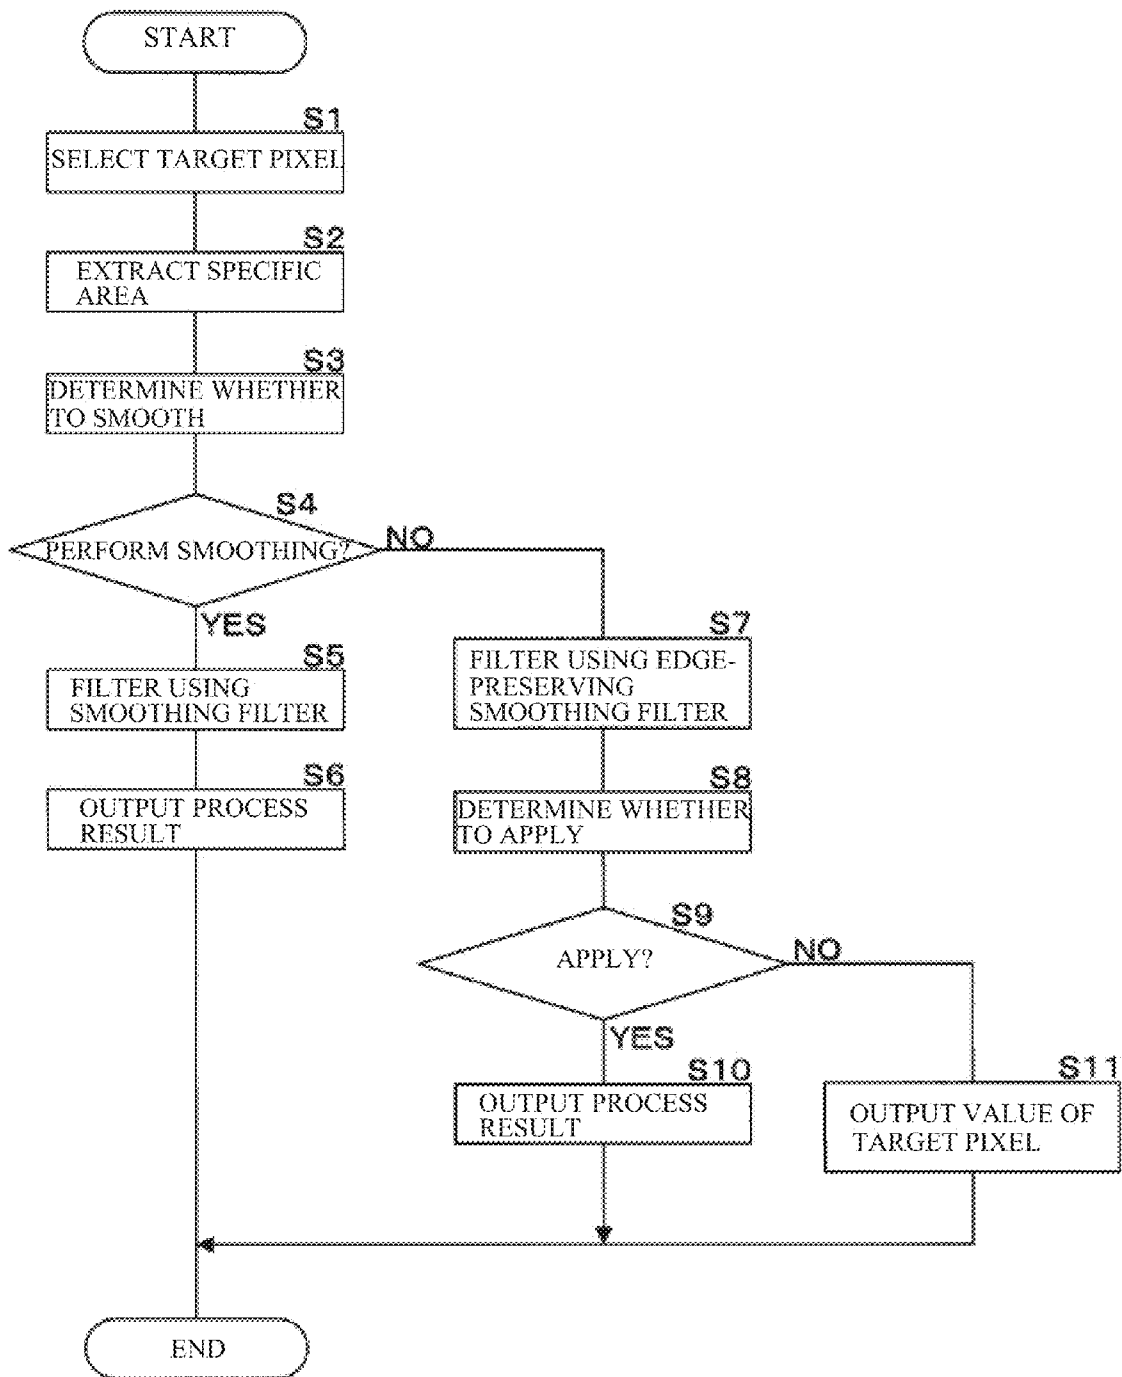 START
S1
SELECT TARGET PIXEL
S2
EXTRACT SPECIFIC
AREA
S3
DETERMINE WHETHER
TO SMOOTH
S4
PERFORM SMOOTHING?
NO
YES
S5
FILTER USING
SMOOTHING FILTER
S6
OUTPUT PROCESS
RESULT
S7
FILTER USING EDGE-
PRESERVING
SMOOTHING FILTER
S8
DETERMINE WHETHER
TO APPLY
S9
APPLY?
NO
YES
S10
OUTPUT PROCESS
RESULT
S11
OUTPUT VALUE OF
TARGET PIXEL
END